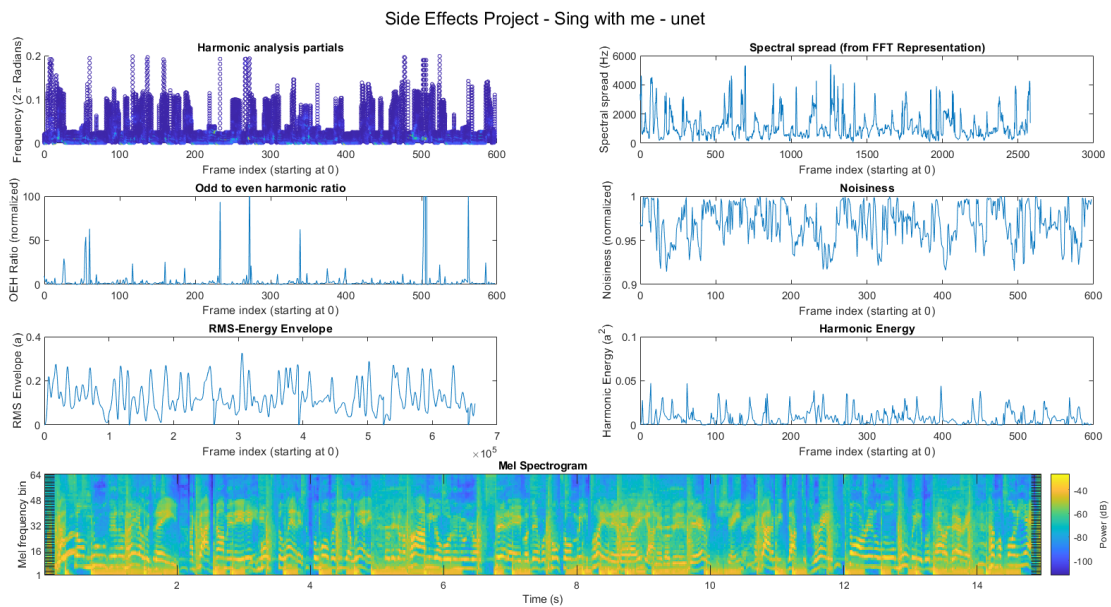 Side Effects Project - Sing with me - unet
Harmonic analysis partials
Frequency (2π Radians)
0.2
0.1
0
0 100 200 300 400 500 600
Frame index (starting at 0)
Spectral spread (from FFT Representation)
Spectral spread (Hz)
6000
4000
2000
0
0 500 1000 1500 2000 2500 3000
Frame index (starting at 0)
Odd to even harmonic ratio
OEH Ratio (normalized)
100
50
0
0 100 200 300 400 500 600
Frame index (starting at 0)
Noisiness
Noisiness (normalized)
1
0.95
0.9
0 100 200 300 400 500 600
Frame index (starting at 0)
RMS-Energy Envelope
RMS Envelope (a)
0.4
0.2
0
0 1 2 3 4 5 6 7
Frame index (starting at 0)
×10⁵
Harmonic Energy
Harmonic Energy (a²)
0.1
0.05
0
0 100 200 300 400 500 600
Frame index (starting at 0)
Mel Spectrogram
Mel frequency bin
64
48
32
16
1
2 4 6 8 10 12 14
Time (s)
-40
-60
-80
-100
Power (dB)